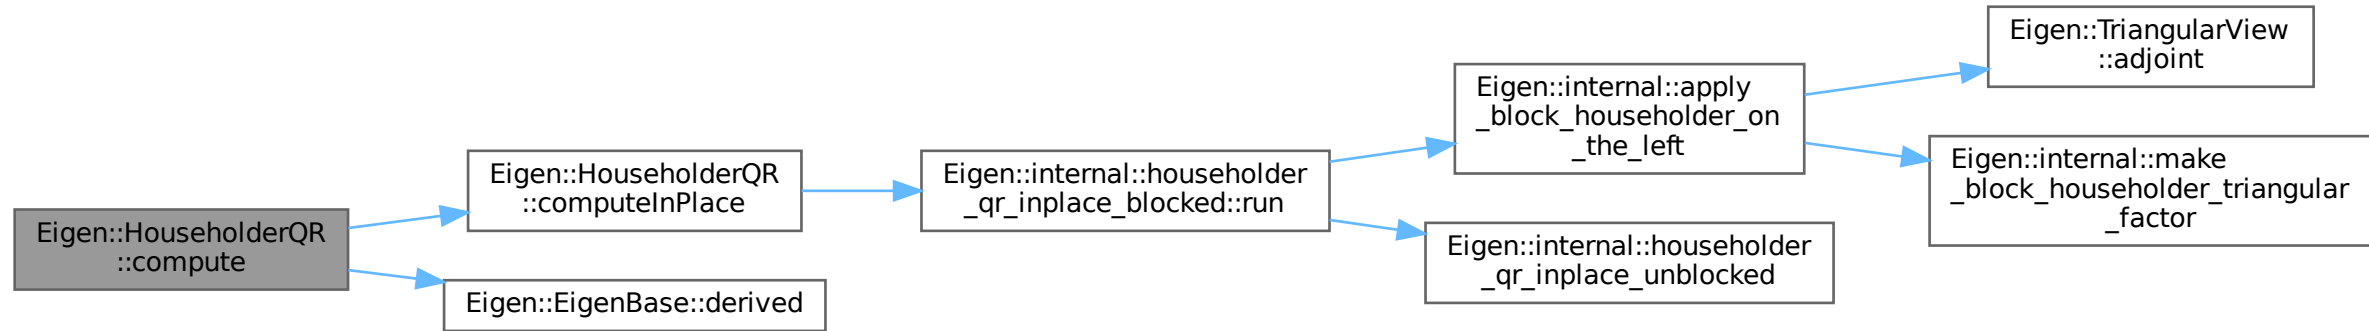 Eigen::HouseholderQR
::compute
Eigen::HouseholderQR
::computeInPlace
Eigen::EigenBase::derived
Eigen::internal::householder
_qr_inplace_blocked::run
Eigen::internal::apply
_block_householder_on
_the_left
Eigen::internal::householder
_qr_inplace_unblocked
Eigen::TriangularView
::adjoint
Eigen::internal::make
_block_householder_triangular
_factor